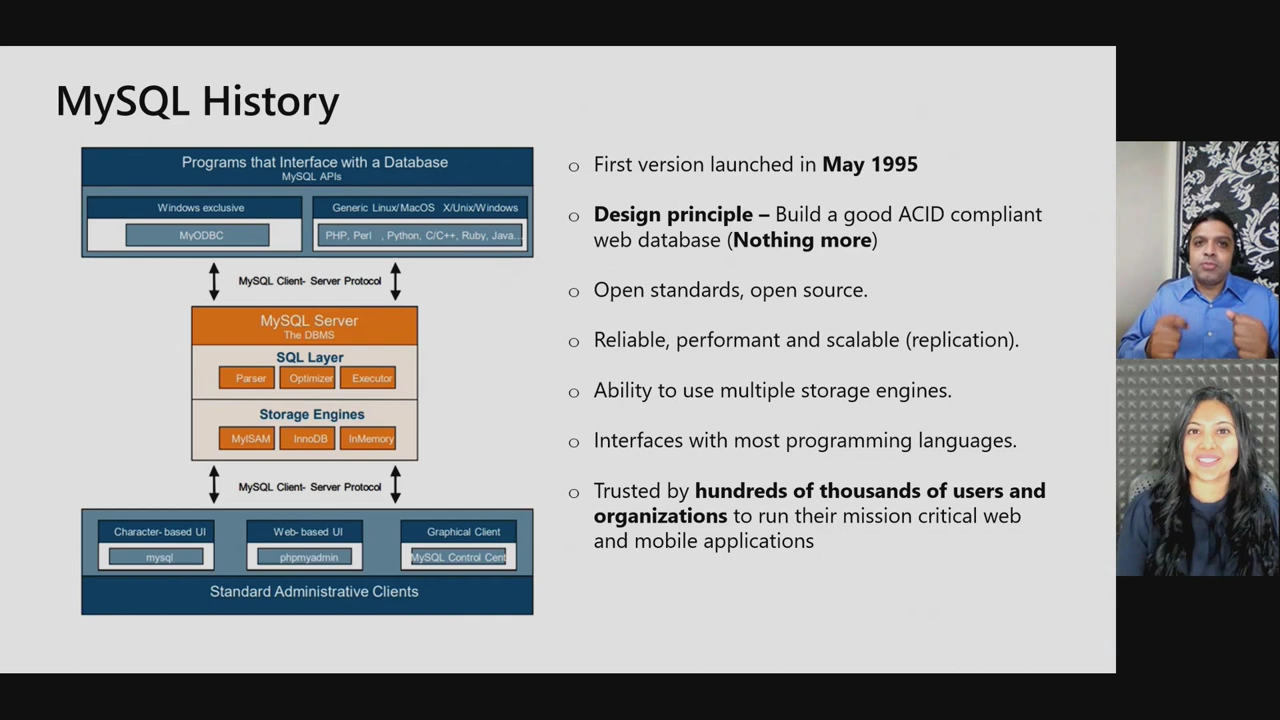 MySQL History
Programs that Interface with a Database
MySQL APIs
Windows exclusive
MyODBC
Generic Linux/MacOS X/Unix/Windows
PHP, Perl , Python, C/C++, Ruby, Java...
MySQL Client- Server Protocol
MySQL Server
The DBMS
SQL Layer
Parser
Optimizer
Executor
Storage Engines
MyISAM
InnoDB
InMemory
MySQL Client- Server Protocol
Character- based UI
mysql
Web- based UI
phpmyadmin
Graphical Client
MySQL Control Cent
Standard Administrative Clients
o First version launched in May 1995
o Design principle – Build a good ACID compliant
web database (Nothing more)
o Open standards, open source.
o Reliable, performant and scalable (replication).
o Ability to use multiple storage engines.
o Interfaces with most programming languages.
o Trusted by hundreds of thousands of users and
organizations to run their mission critical web
and mobile applications